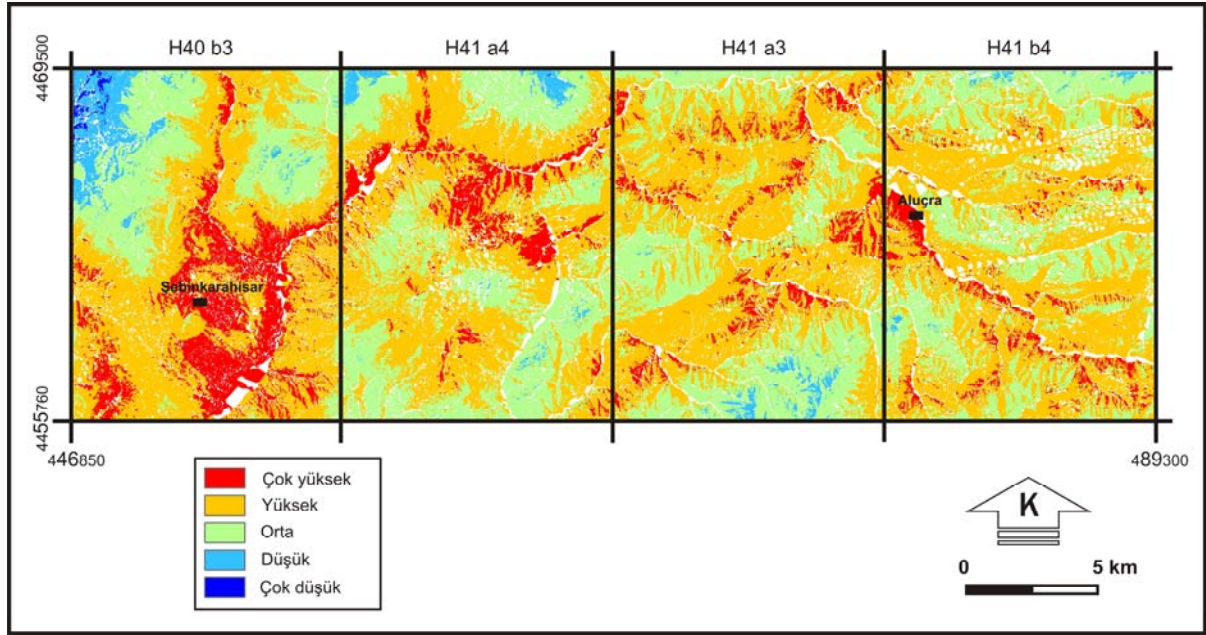 H40 b3 H41 a4 H41 a3 H41 b4
4469500
Aluçra
Şebinkarahisar
4455760
446850 489300
Çok yüksek
Yüksek
Orta
Düşük
Çok düşük
K
0 5 km